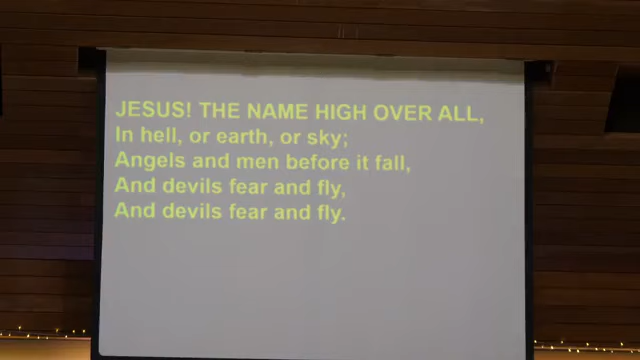 JESUS! THE NAME HIGH OVER ALL,
In hell, or earth, or sky;
Angels and men before it fall,
And devils fear and fly,
And devils fear and fly.